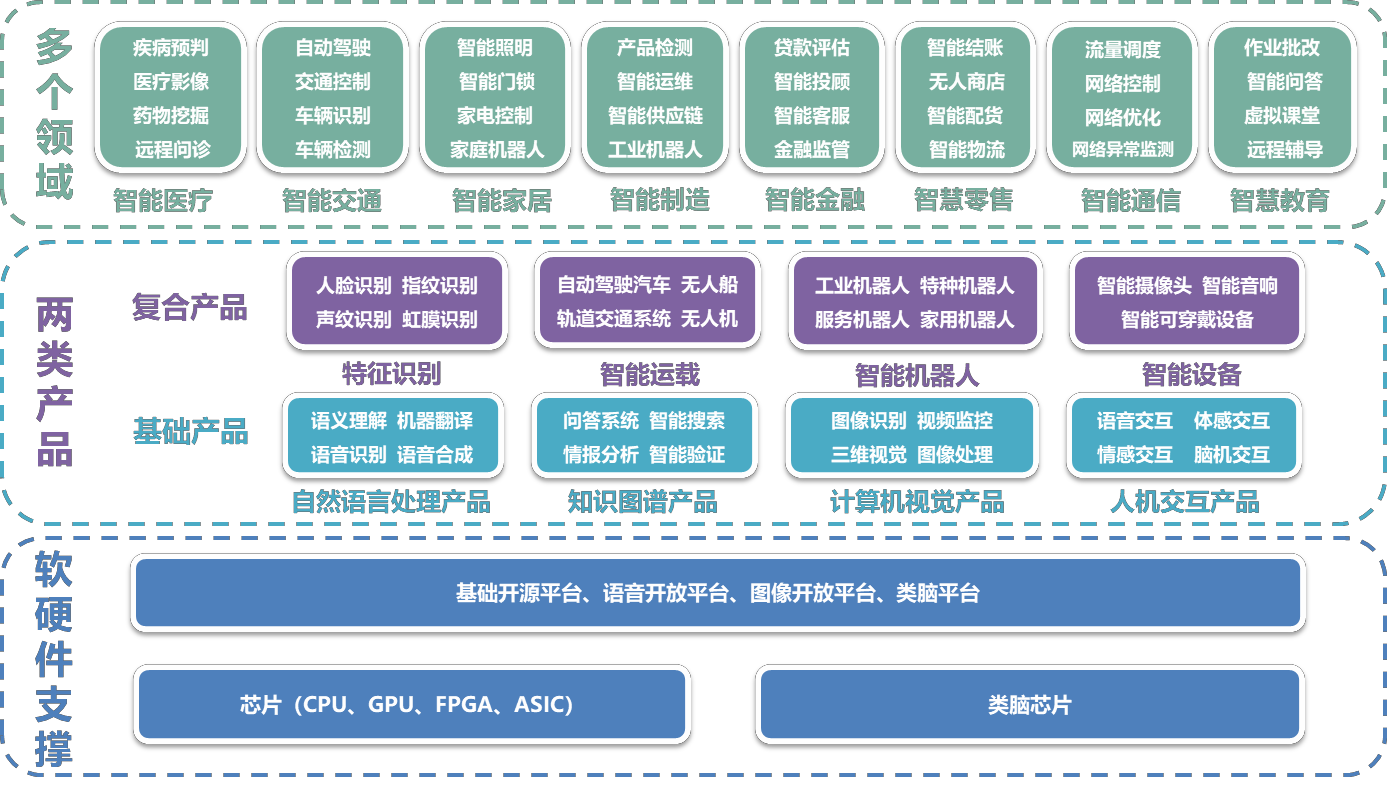 多个领域
疾病预判
医疗影像
药物挖掘
远程问诊
智能医疗
自动驾驶
交通控制
车辆识别
车辆检测
智能交通
智能照明
智能门锁
家电控制
家庭机器人
智能家居
产品检测
智能运维
智能供应链
工业机器人
智能制造
贷款评估
智能投顾
智能客服
金融监管
智能金融
智能结账
无人商店
智能配货
智能物流
智慧零售
流量调度
网络控制
网络优化
网络异常监测
智能通信
作业批改
智能问答
虚拟课堂
远程辅导
智慧教育
两类产品
复合产品
人脸识别 指纹识别
声纹识别 虹膜识别
特征识别
自动驾驶汽车 无人船
轨道交通系统 无人机
智能运载
工业机器人 特种机器人
服务机器人 家用机器人
智能机器人
智能摄像头 智能音响
智能可穿戴设备
智能设备
基础产品
语义理解 机器翻译
语音识别 语音合成
自然语言处理产品
问答系统 智能搜索
情报分析 智能验证
知识图谱产品
图像识别 视频监控
三维视觉 图像处理
计算机视觉产品
语音交互 体感交互
情感交互 脑机交互
人机交互产品
软硬件支撑
基础开源平台、语音开放平台、图像开放平台、类脑平台
芯片（CPU、GPU、FPGA、ASIC）
类脑芯片